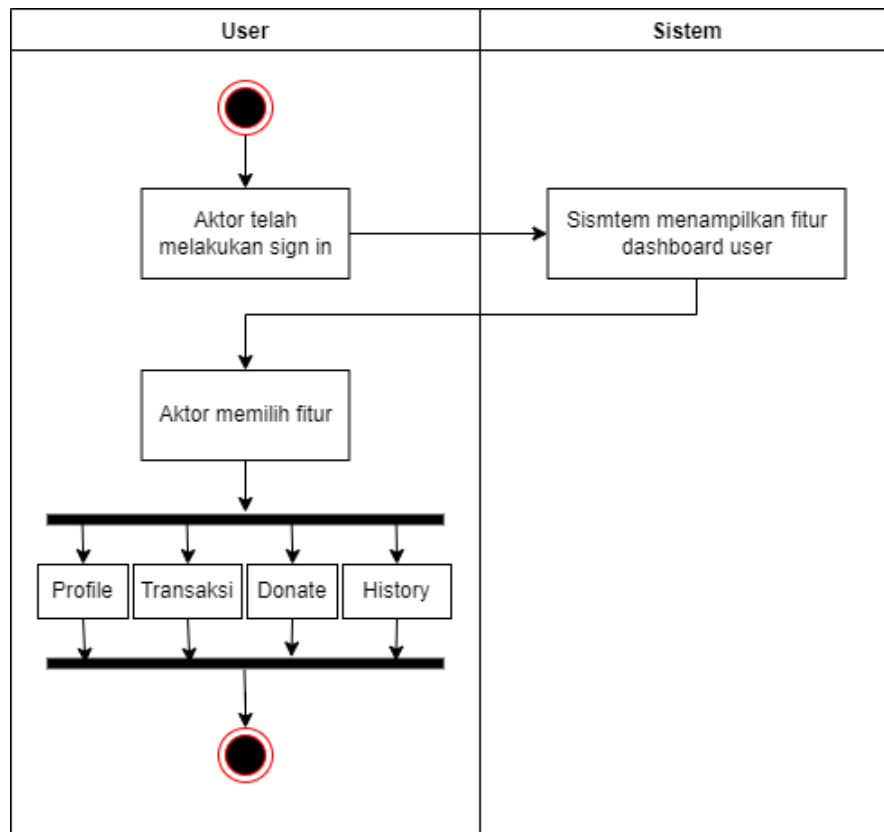 User
Sistem
Aktor telah
melakukan sign in
Sismtem menampilkan fitur
dashboard user
Aktor memilih fitur
Profile
Transaksi
Donate
History